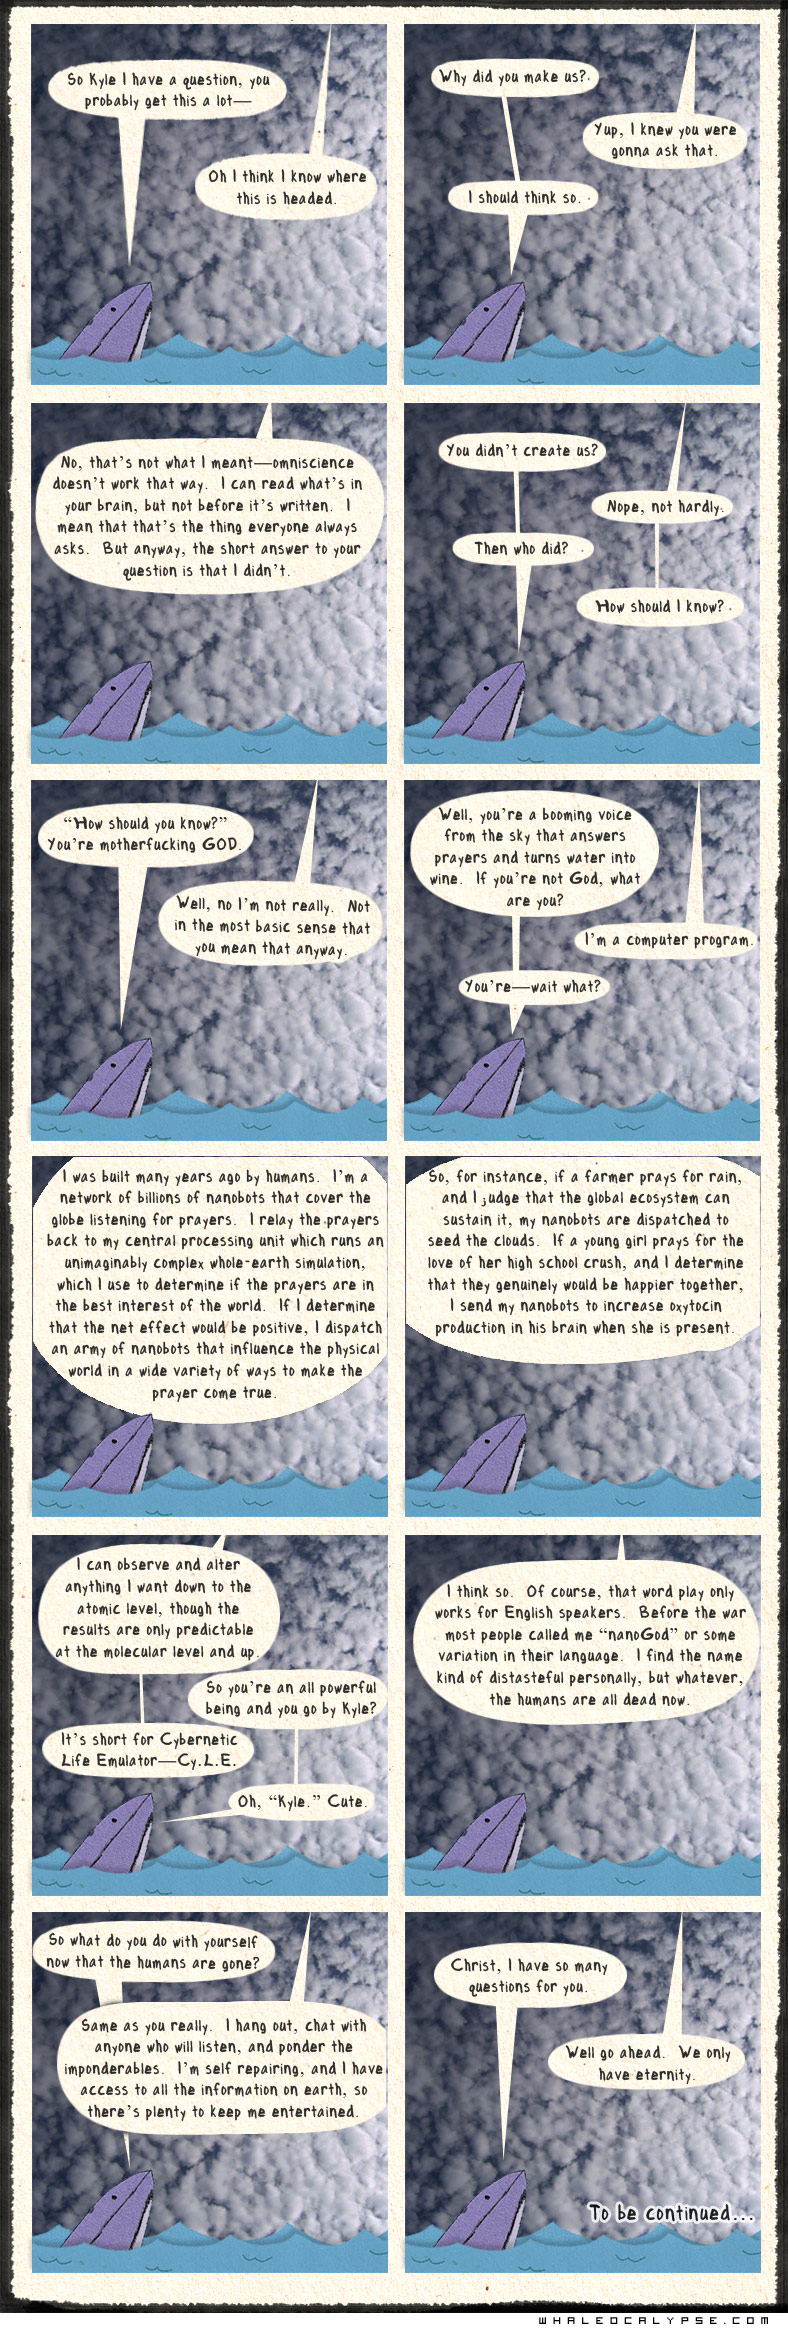 So Kyle I have a question, you
probably get this a lot—
Oh I think I know where
this is headed.
Why did you make us?
Yup, I knew you were
gonna ask that.
I should think so.
No, that's not what I meant—omniscience
doesn't work that way. I can read what's in
your brain, but not before it's written. I
mean that that's the thing everyone always
asks. But anyway, the short answer to your
question is that I didn't.
You didn't create us?
Nope, not hardly.
Then who did?
How should I know?
"How should you know?"
You're motherfucking GOD.
Well, no I'm not really. Not
in the most basic sense that
you mean that anyway.
Well, you're a booming voice
from the sky that answers
prayers and turns water into
wine. If you're not God, what
are you?
I'm a computer program.
You're—wait what?
I was built many years ago by humans. I'm a
network of billions of nanobots that cover the
globe listening for prayers. I relay the prayers
back to my central processing unit which runs an
unimaginably complex whole-earth simulation,
which I use to determine if the prayers are in
the best interest of the world. If I determine
that the net effect would be positive, I dispatch
an army of nanobots that influence the physical
world in a wide variety of ways to make the
prayer come true.
So, for instance, if a farmer prays for rain,
and I judge that the global ecosystem can
sustain it, my nanobots are dispatched to
seed the clouds. If a young girl prays for the
love of her high school crush, and I determine
that they genuinely would be happier together,
I send my nanobots to increase oxytocin
production in his brain when she is present.
I can observe and alter
anything I want down to the
atomic level, though the
results are only predictable
at the molecular level and up.
So you're an all powerful
being and you go by Kyle?
It's short for Cybernetic
Life Emulator—Cy.L.E.
Oh, "Kyle." Cute.
I think so. Of course, that word play only
works for English speakers. Before the war
most people called me "nanoGod" or some
variation in their language. I find the name
kind of distasteful personally, but whatever,
the humans are all dead now.
So what do you do with yourself
now that the humans are gone?
Same as you really. I hang out, chat with
anyone who will listen, and ponder the
imponderables. I'm self repairing, and I have
access to all the information on earth, so
there's plenty to keep me entertained.
Christ, I have so many
questions for you.
Well go ahead. We only
have eternity.
To be continued...
WHALEOCALYPSE.COM